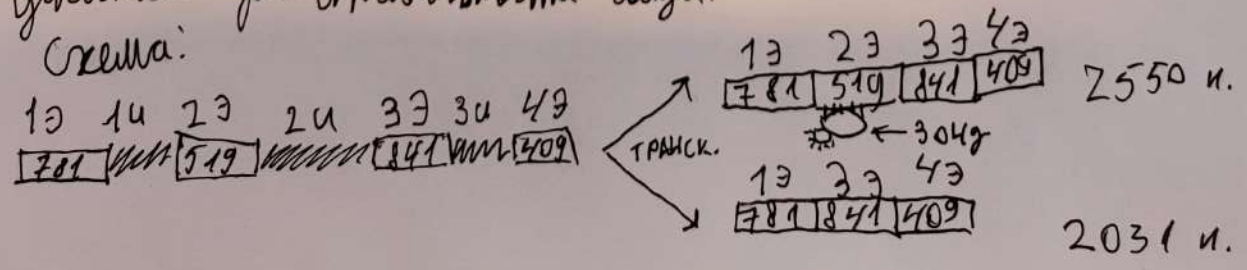 Схема:
1Э 2Э 3Э 4Э
781 519 841 409 2550 н.
1Э 1и 2Э 2и 3Э 3и 4Э
781 519 841 409
ТРАНСК.
зонд
1Э 3Э 4Э
781 841 409 2031 н.